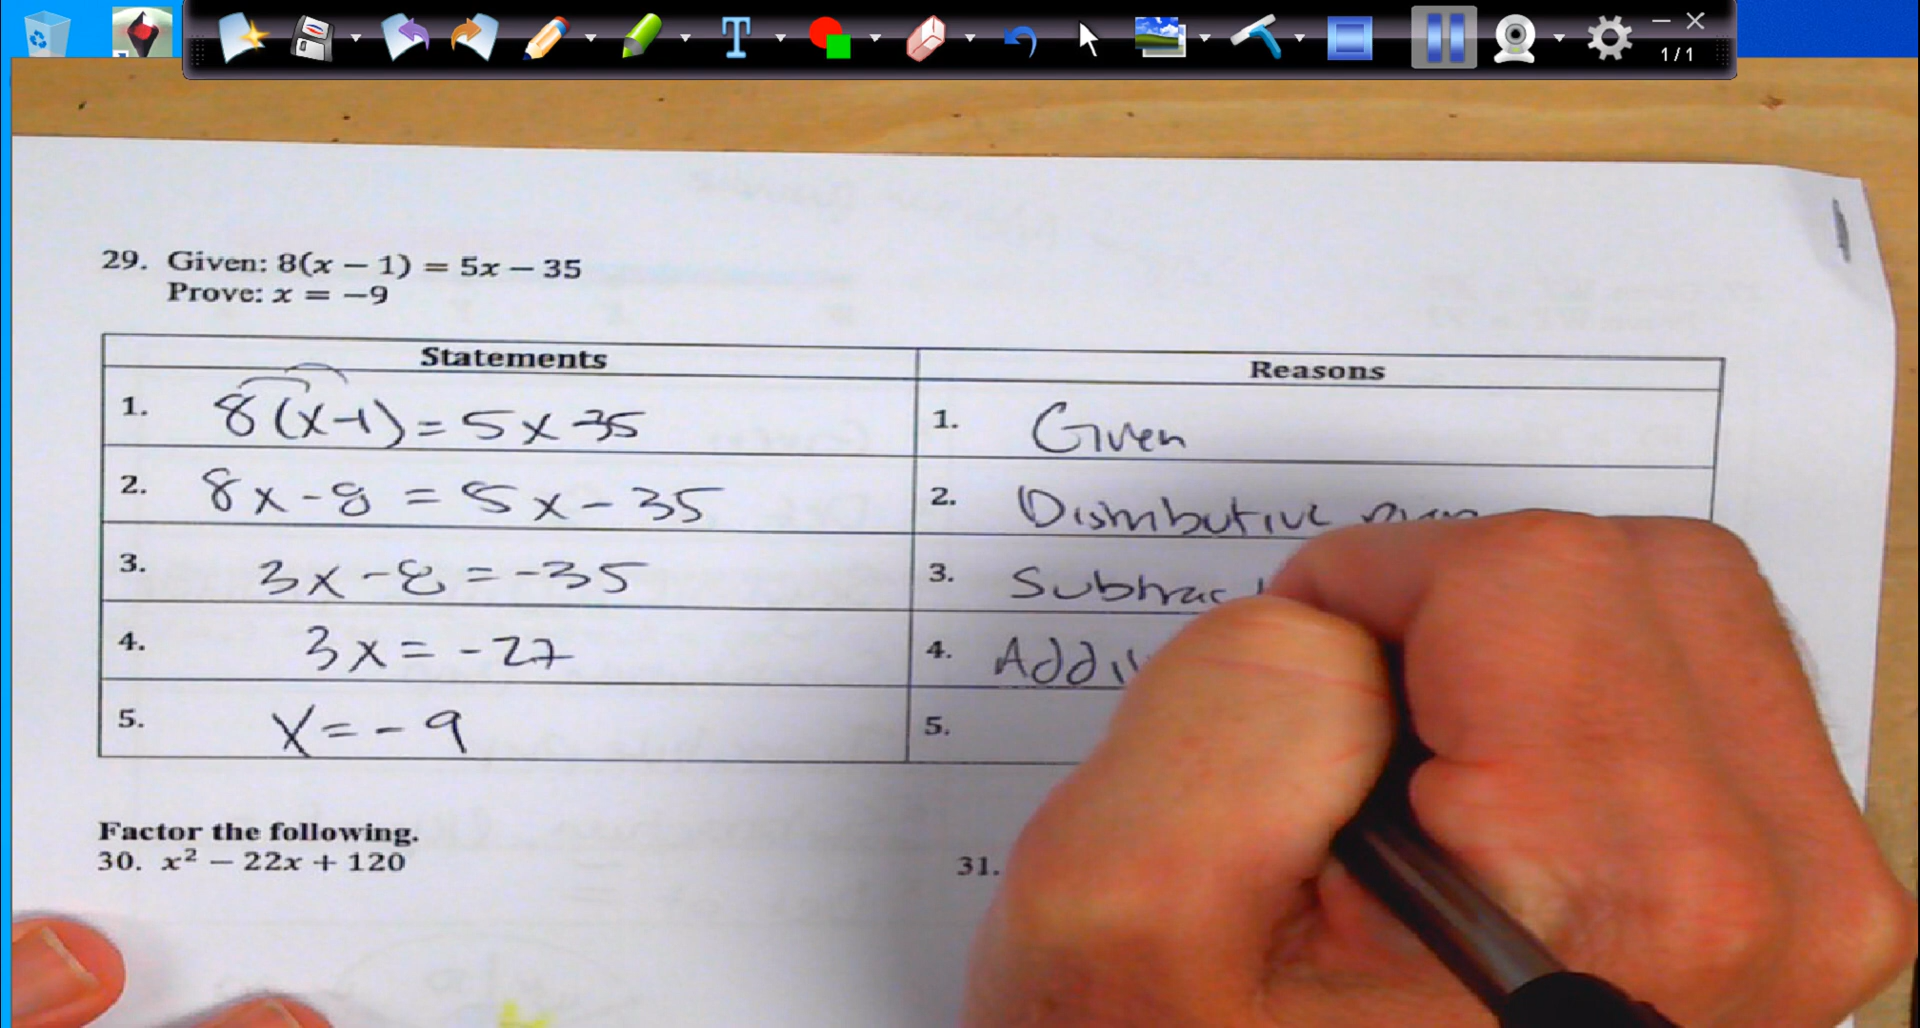 1/1
29. Given: 8(x − 1) = 5x − 35
Prove: x = −9
Statements
Reasons
1. 8(x-1) = 5x-35
1. Given
2. 8x - 8 = 5x - 35
2. Distributive
3. 3x - 8 = -35
3.
4. 3x = -27
4.
5. x = -9
5.
Factor the following.
30. x² − 22x + 120
31.